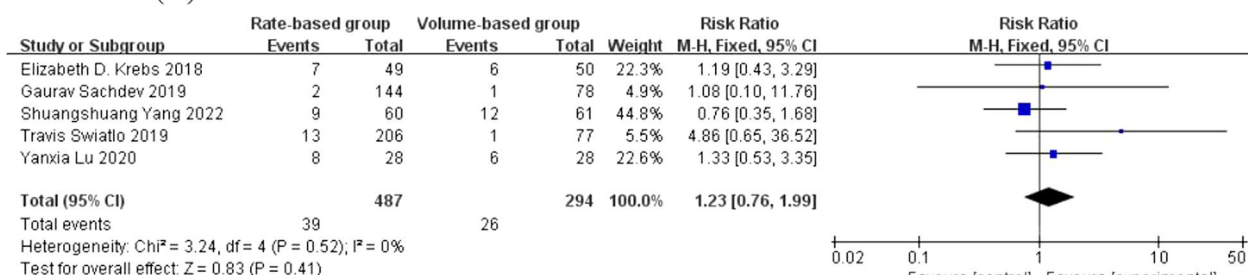 Rate-based group Volume-based group Risk Ratio Risk Ratio
Study or Subgroup Events Total Events Total Weight M-H, Fixed, 95% CI M-H, Fixed, 95% CI
Elizabeth D. Krebs 2018 7 49 6 50 22.3% 1.19 [0.43, 3.29]
Gaurav Sachdev 2019 2 144 1 78 4.9% 1.08 [0.10, 11.76]
Shuangshuang Yang 2022 9 60 12 61 44.8% 0.76 [0.35, 1.68]
Travis Swiatlo 2019 13 206 1 77 5.5% 4.86 [0.65, 36.52]
Yanxia Lu 2020 8 28 6 28 22.6% 1.33 [0.53, 3.35]
Total (95% CI) 487 294 100.0% 1.23 [0.76, 1.99]
Total events 39 26
Heterogeneity: Chi² = 3.24, df = 4 (P = 0.52); I² = 0%
Test for overall effect: Z = 0.83 (P = 0.41)
0.02 0.1 1 10 50